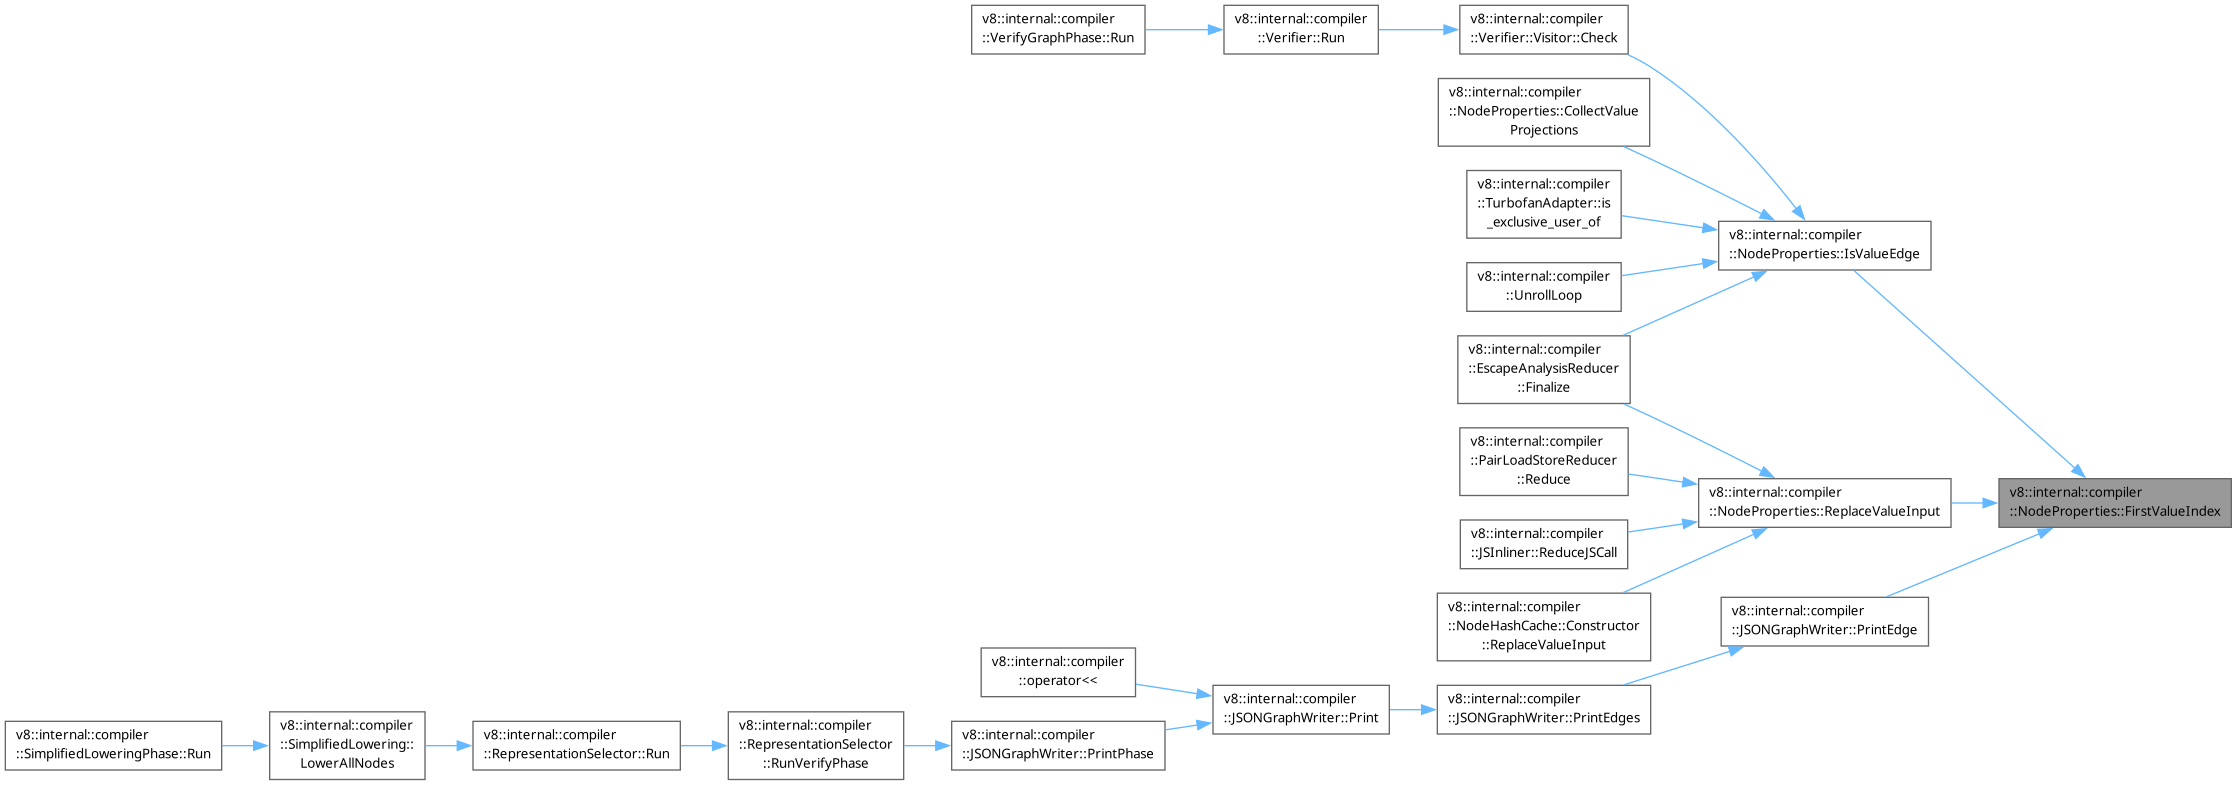 v8::internal::compiler
::VerifyGraphPhase::Run
v8::internal::compiler
::Verifier::Run
v8::internal::compiler
::Verifier::Visitor::Check
v8::internal::compiler
::NodeProperties::CollectValue
Projections
v8::internal::compiler
::TurbofanAdapter::is
_exclusive_user_of
v8::internal::compiler
::NodeProperties::IsValueEdge
v8::internal::compiler
::UnrollLoop
v8::internal::compiler
::EscapeAnalysisReducer
::Finalize
v8::internal::compiler
::PairLoadStoreReducer
::Reduce
v8::internal::compiler
::NodeProperties::ReplaceValueInput
v8::internal::compiler
::NodeProperties::FirstValueIndex
v8::internal::compiler
::JSInliner::ReduceJSCall
v8::internal::compiler
::NodeHashCache::Constructor
::ReplaceValueInput
v8::internal::compiler
::JSONGraphWriter::PrintEdge
v8::internal::compiler
::operator<<
v8::internal::compiler
::JSONGraphWriter::Print
v8::internal::compiler
::JSONGraphWriter::PrintEdges
v8::internal::compiler
::SimplifiedLoweringPhase::Run
v8::internal::compiler
::SimplifiedLowering::
LowerAllNodes
v8::internal::compiler
::RepresentationSelector::Run
v8::internal::compiler
::RepresentationSelector
::RunVerifyPhase
v8::internal::compiler
::JSONGraphWriter::PrintPhase